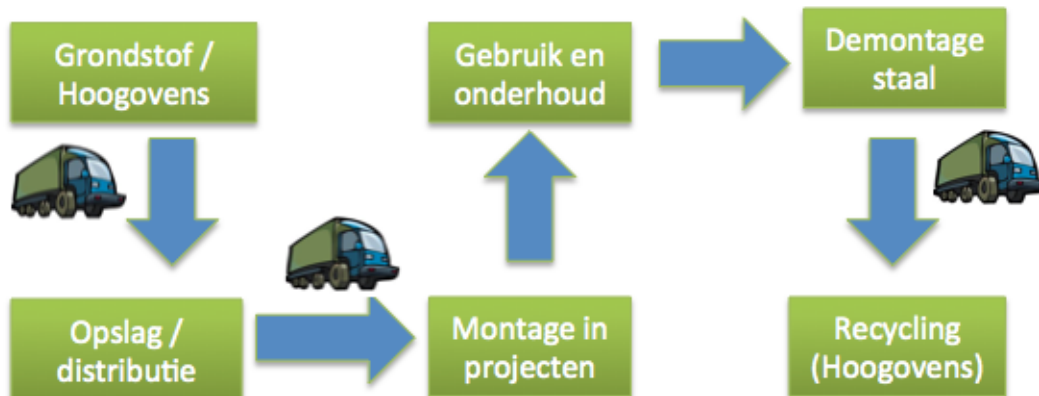 Grondstof /
Hoogovens
Opslag /
distributie
Montage in
projecten
Gebruik en
onderhoud
Demontage
staal
Recycling
(Hoogovens)